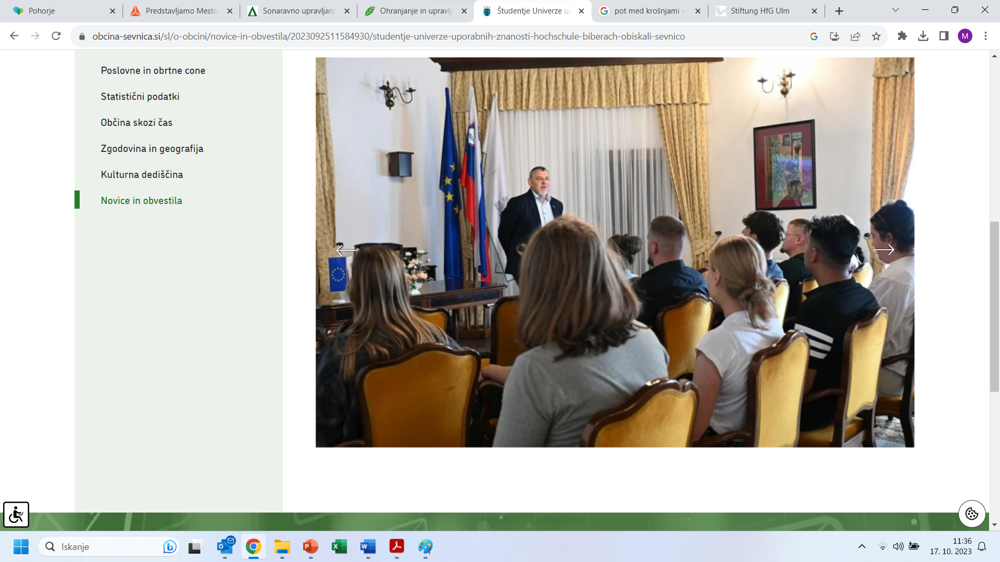 Pohorje
Predstavljamo Mesto
Sonaravno upravljanj
Ohranjanje in upravlja
Študentje Univerze up
pot med krošnjami -
Stiftung HfG Ulm
obcina-sevnica.si/sl/o-obcini/novice-in-obvestila/2023092511584930/studentje-univerze-uporabnih-znanosti-hochschule-biberach-obiskali-sevnico
M
Poslovne in obrtne cone
Statistični podatki
Občina skozi čas
Zgodovina in geografija
Kulturna dediščina
Novice in obvestila
Iskanje
11:36
17. 10. 2023